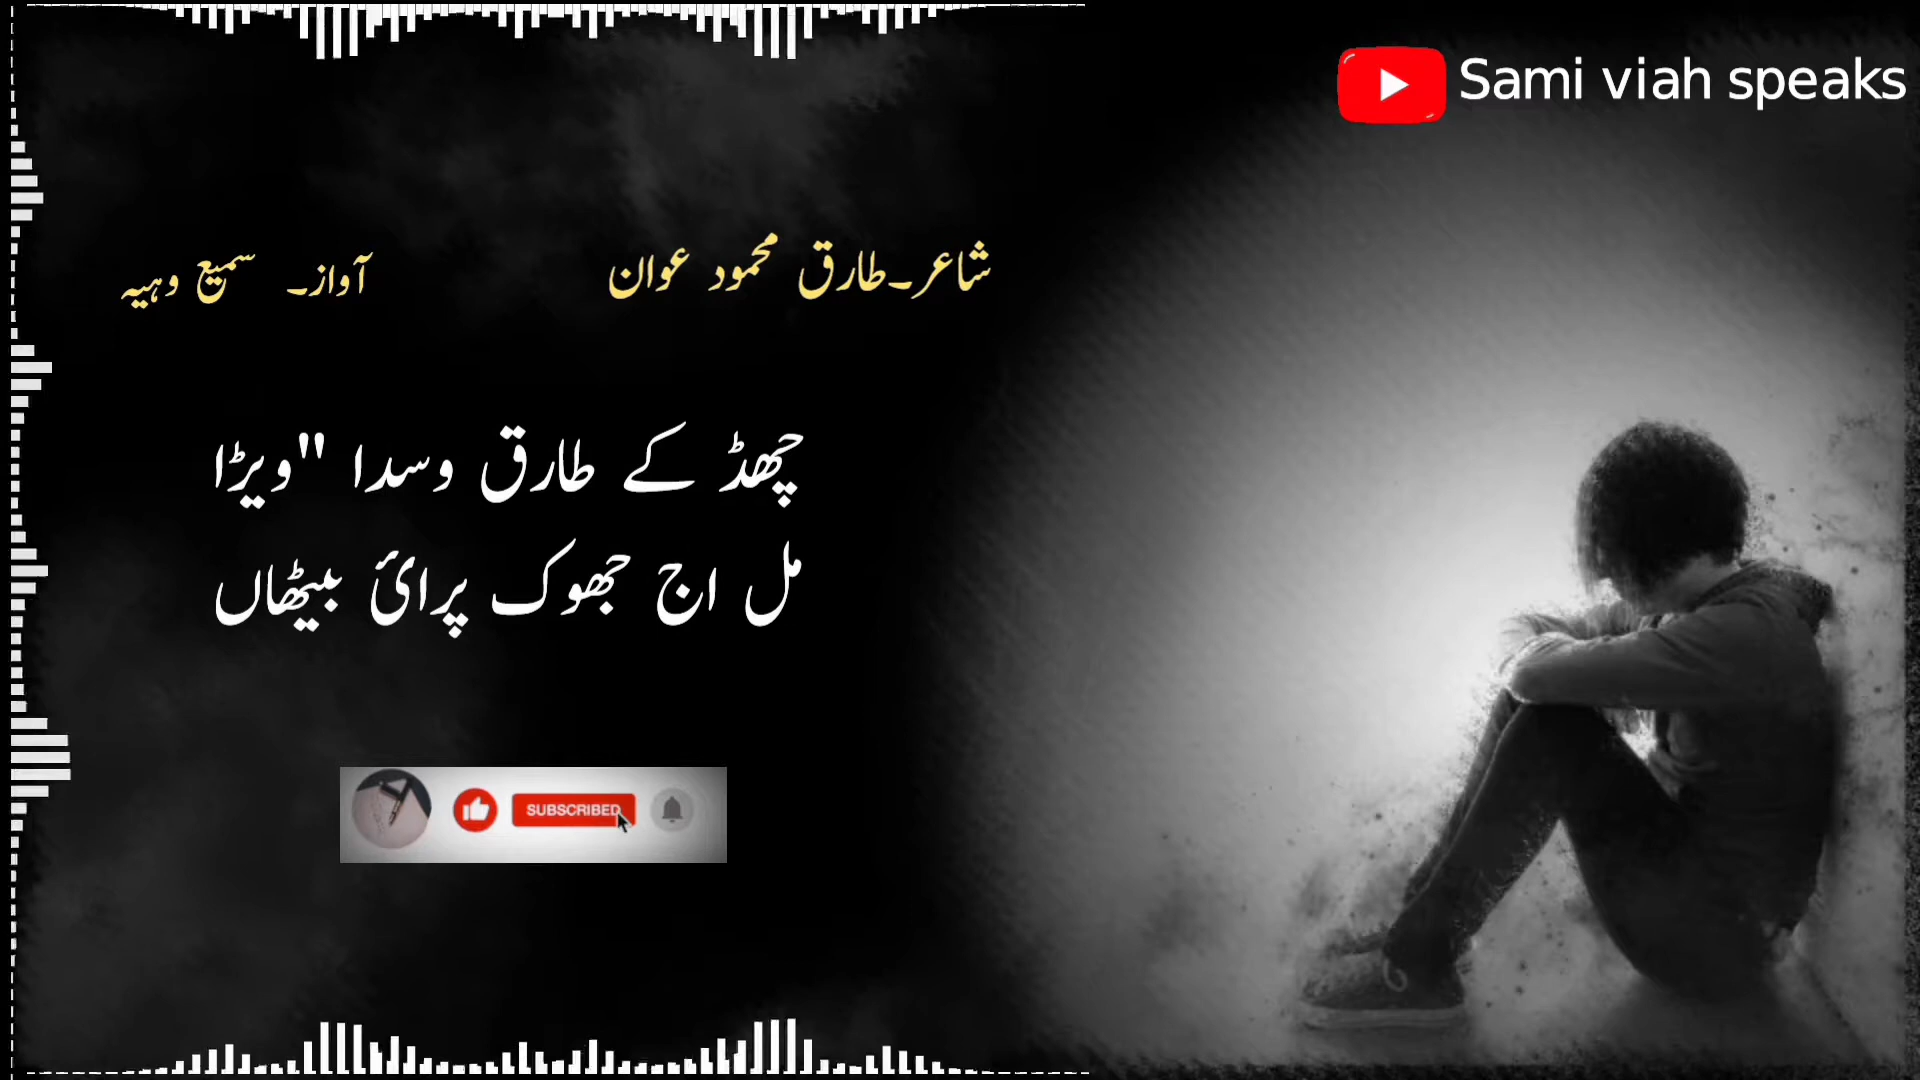 Sami viah speaks
شاعر۔طارق محمود عوان
آواز۔ سمیع وہیہ
چھڈ کے طارق وسدا "ویڑا
مل اج جھوک پرائ بیٹھاں
SUBSCRIBED